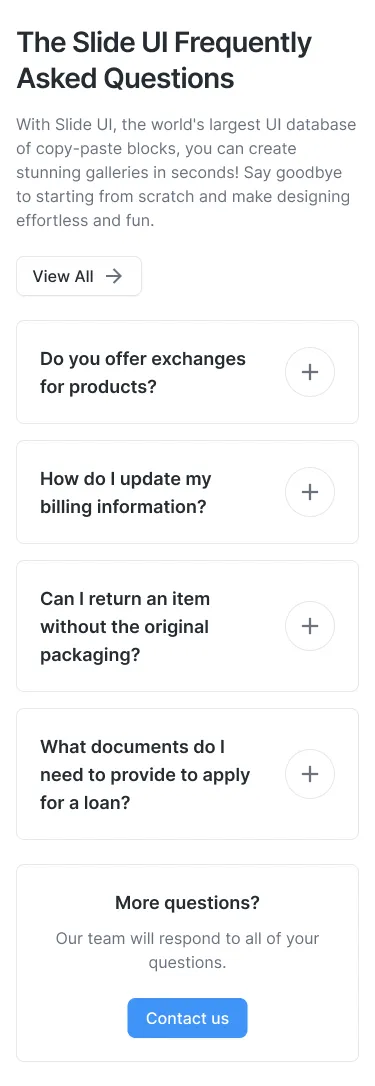 The Slide UI Frequently
Asked Questions
With Slide UI, the world's largest UI database
of copy-paste blocks, you can create
stunning galleries in seconds! Say goodbye
to starting from scratch and make designing
effortless and fun.
View All
Do you offer exchanges
for products?
How do I update my
billing information?
Can I return an item
without the original
packaging?
What documents do I
need to provide to apply
for a loan?
More questions?
Our team will respond to all of your
questions.
Contact us